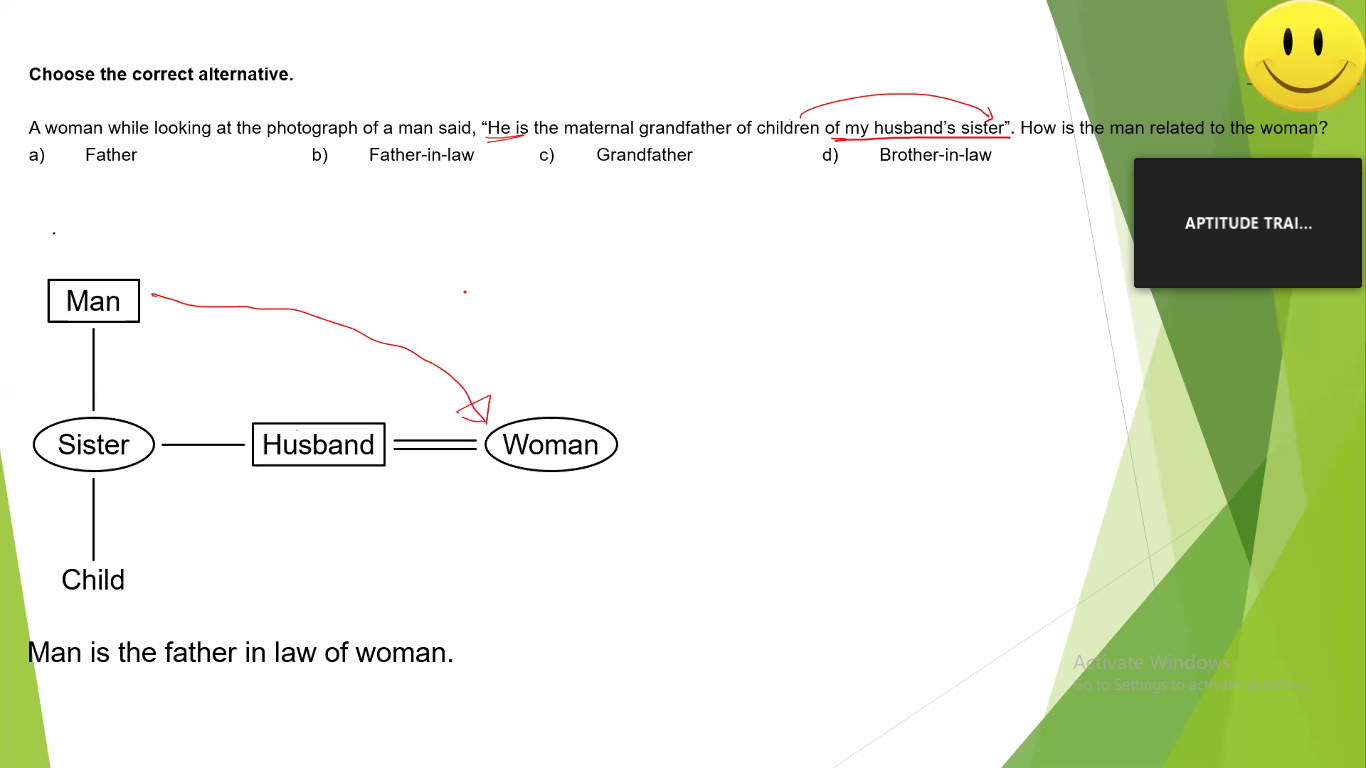 Choose the correct alternative.
A woman while looking at the photograph of a man said, “He is the maternal grandfather of children of my husband’s sister”. How is the man related to the woman?
a) Father b) Father-in-law c) Grandfather d) Brother-in-law
APTITUDE TRAI...
Man
Sister Husband Woman
Child
Man is the father in law of woman.
Activate Windows
Go to Settings to activate Windows.